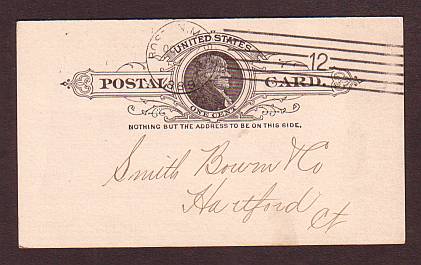 UNITED STATES
12
POSTAL CARD.
ONE CENT
NOTHING BUT THE ADDRESS TO BE ON THIS SIDE.
Smith Bourn & Co
Hartford
Ct